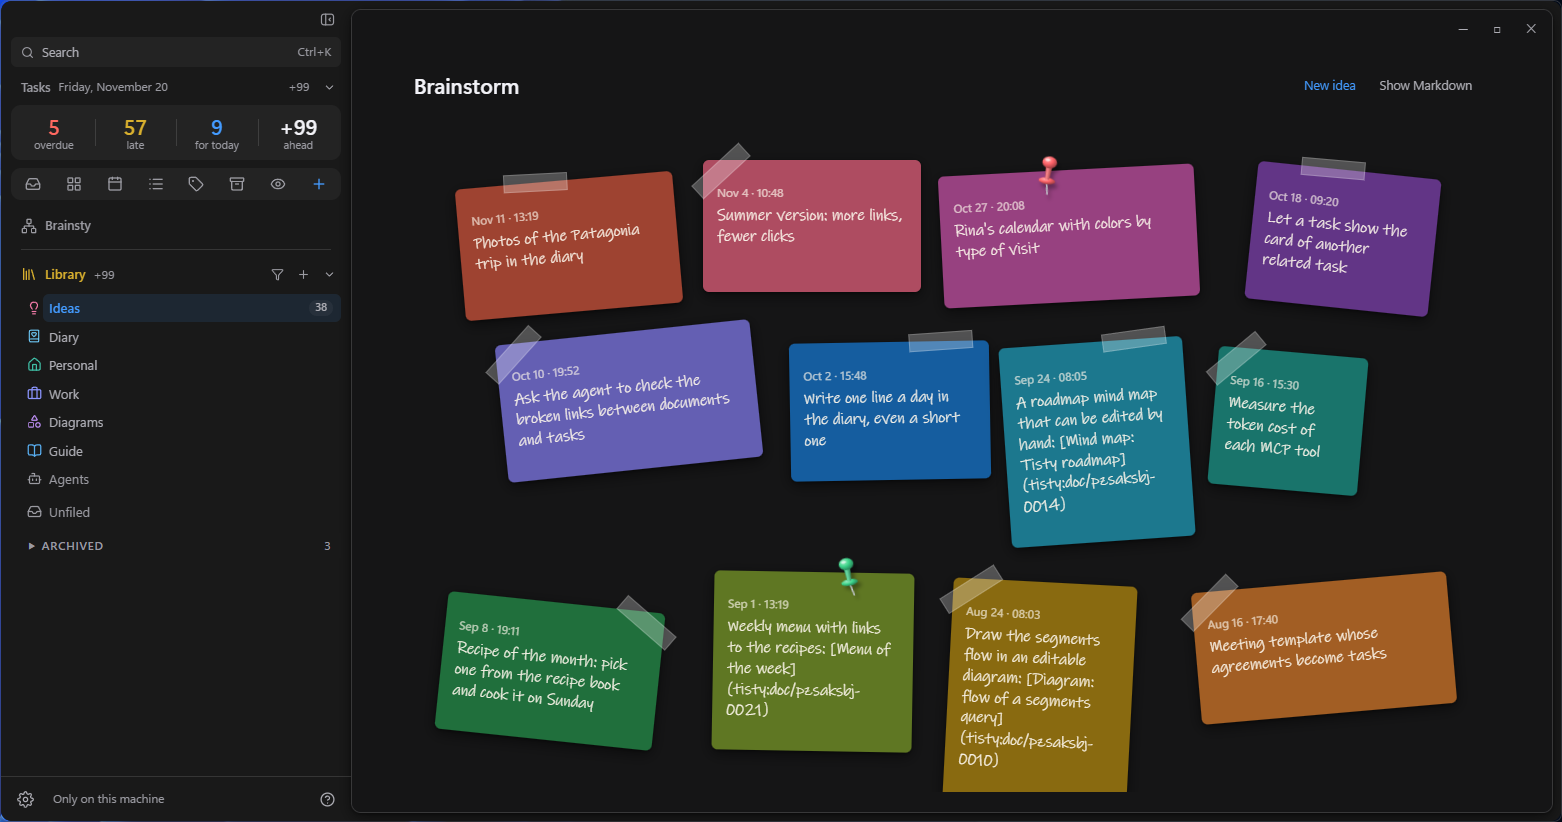 Search Ctrl+K
Tasks Friday, November 20 +99
5 57 9 +99
overdue late for today ahead
Brainsty
Library +99
Ideas 38
Diary
Personal
Work
Diagrams
Guide
Agents
Unfiled
ARCHIVED 3
Only on this machine
Brainstorm
New idea Show Markdown
Nov 11 · 13:19
Photos of the Patagonia
trip in the diary
Nov 4 · 10:48
Summer version: more links,
fewer clicks
Oct 27 · 20:08
Rina's calendar with colors by
type of visit
Oct 18 · 09:20
Let a task show the
card of another
related task
Oct 10 · 19:52
Ask the agent to check the
broken links between documents
and tasks
Oct 2 · 15:48
Write one line a day in
the diary, even a short
one
Sep 24 · 08:05
A roadmap mind map
that can be edited by
hand: [Mind map:
Tisty roadmap]
(tisty:doc/pzsaksbj-
0014)
Sep 16 · 15:30
Measure the
token cost of
each MCP tool
Sep 8 · 19:11
Recipe of the month: pick
one from the recipe book
and cook it on Sunday
Sep 1 · 13:19
Weekly menu with links
to the recipes: [Menu of
the week]
(tisty:doc/pzsaksbj-
0021)
Aug 24 · 08:03
Draw the segments
flow in an editable
diagram: [Diagram:
flow of a segments
query]
(tisty:doc/pzsaksbj-
0010)
Aug 16 · 17:40
Meeting template whose
agreements become tasks